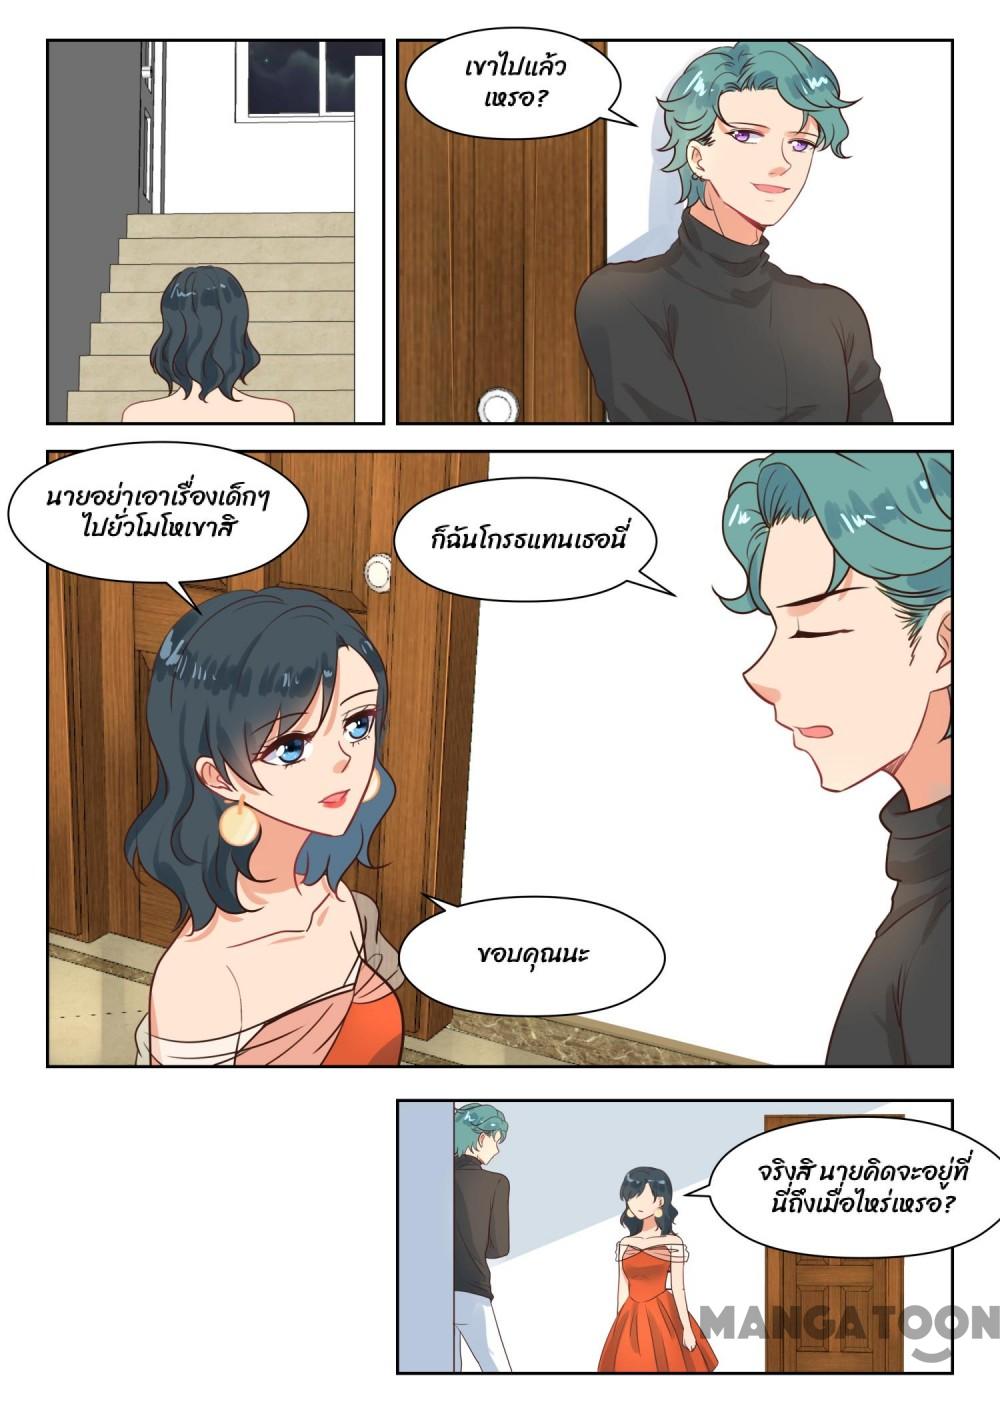 เขาไปแล้ว
เหรอ?
นายอย่าเอาเรื่องเด็กๆ
ไปยั่วโมโหเขาสิ
ก็ฉันโกรธแทนเธอนี่
ขอบคุณนะ
จริงสิ นายคิดจะอยู่ที่
นี่ถึงเมื่อไหร่เหรอ?
MANGATOON